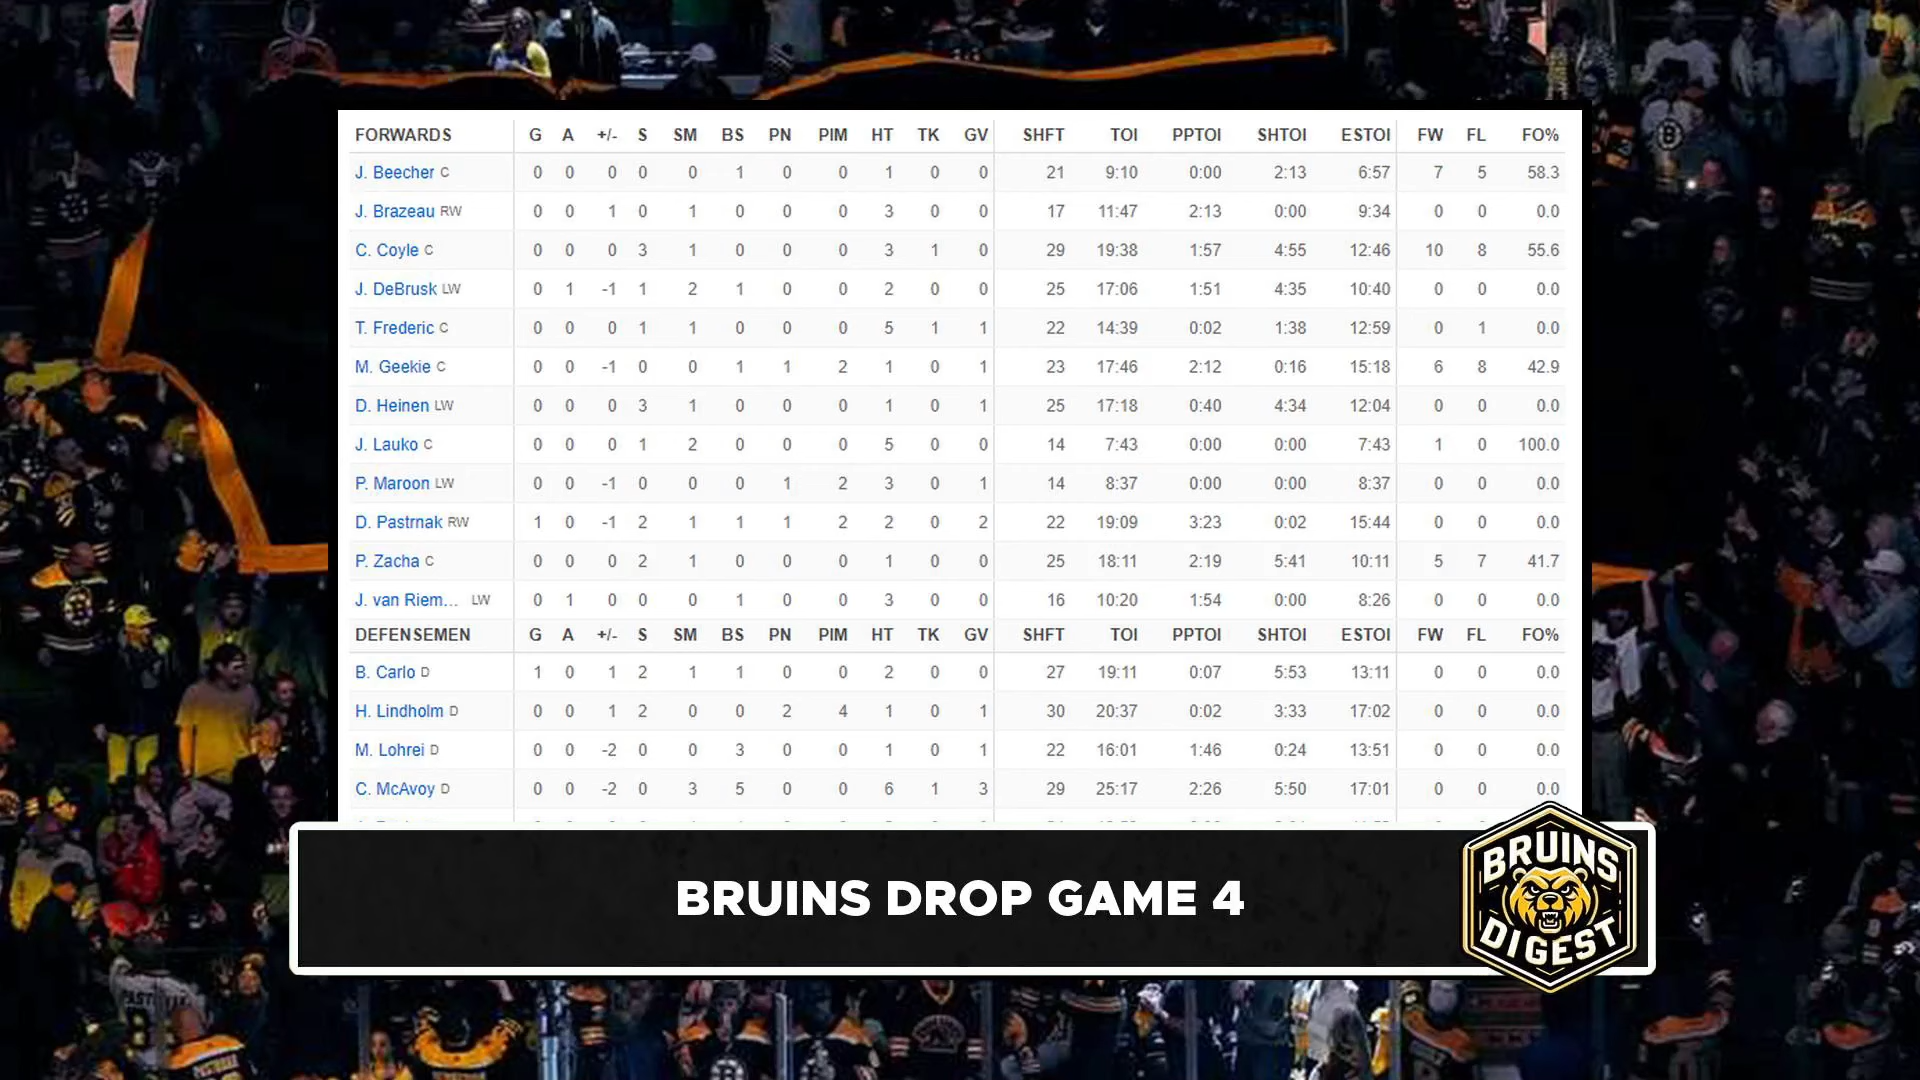 FORWARDS G A +/- S SM BS PN PIM HT TK GV SHFT TOI PPTOI SHTOI ESTOI FW FL FO%
J. Beecher C 0 0 0 0 0 1 0 0 1 0 0 21 9:10 0:00 2:13 6:57 7 5 58.3
J. Brazeau RW 0 0 1 0 1 0 0 0 3 0 0 17 11:47 2:13 0:00 9:34 0 0 0.0
C. Coyle C 0 0 0 3 1 0 0 0 3 1 0 29 19:38 1:57 4:55 12:46 10 8 55.6
J. DeBrusk LW 0 1 -1 1 2 1 0 0 2 0 0 25 17:06 1:51 4:35 10:40 0 0 0.0
T. Frederic C 0 0 0 1 1 0 0 0 5 1 1 22 14:39 0:02 1:38 12:59 0 1 0.0
M. Geekie C 0 0 -1 0 0 1 1 2 1 0 1 23 17:46 2:12 0:16 15:18 6 8 42.9
D. Heinen LW 0 0 0 3 1 0 0 0 1 0 1 25 17:18 0:40 4:34 12:04 0 0 0.0
J. Lauko C 0 0 0 1 2 0 0 0 5 0 0 14 7:43 0:00 0:00 7:43 1 0 100.0
P. Maroon LW 0 0 -1 0 0 0 1 2 3 0 1 14 8:37 0:00 0:00 8:37 0 0 0.0
D. Pastrnak RW 1 0 -1 2 1 1 1 2 2 0 2 22 19:09 3:23 0:02 15:44 0 0 0.0
P. Zacha C 0 0 0 2 1 0 0 0 1 0 0 25 18:11 2:19 5:41 10:11 5 7 41.7
J. van Riem... LW 0 1 0 0 0 1 0 0 3 0 0 16 10:20 1:54 0:00 8:26 0 0 0.0
DEFENSEMEN G A +/- S SM BS PN PIM HT TK GV SHFT TOI PPTOI SHTOI ESTOI FW FL FO%
B. Carlo D 1 0 1 2 1 1 0 0 2 0 0 27 19:11 0:07 5:53 13:11 0 0 0.0
H. Lindholm D 0 0 1 2 0 0 2 4 1 0 1 30 20:37 0:02 3:33 17:02 0 0 0.0
M. Lohrei D 0 0 -2 0 0 3 0 0 1 0 1 22 16:01 1:46 0:24 13:51 0 0 0.0
C. McAvoy D 0 0 -2 0 3 5 0 0 6 1 3 29 25:17 2:26 5:50 17:01 0 0 0.0
BRUINS DROP GAME 4
BRUINS
DIGEST